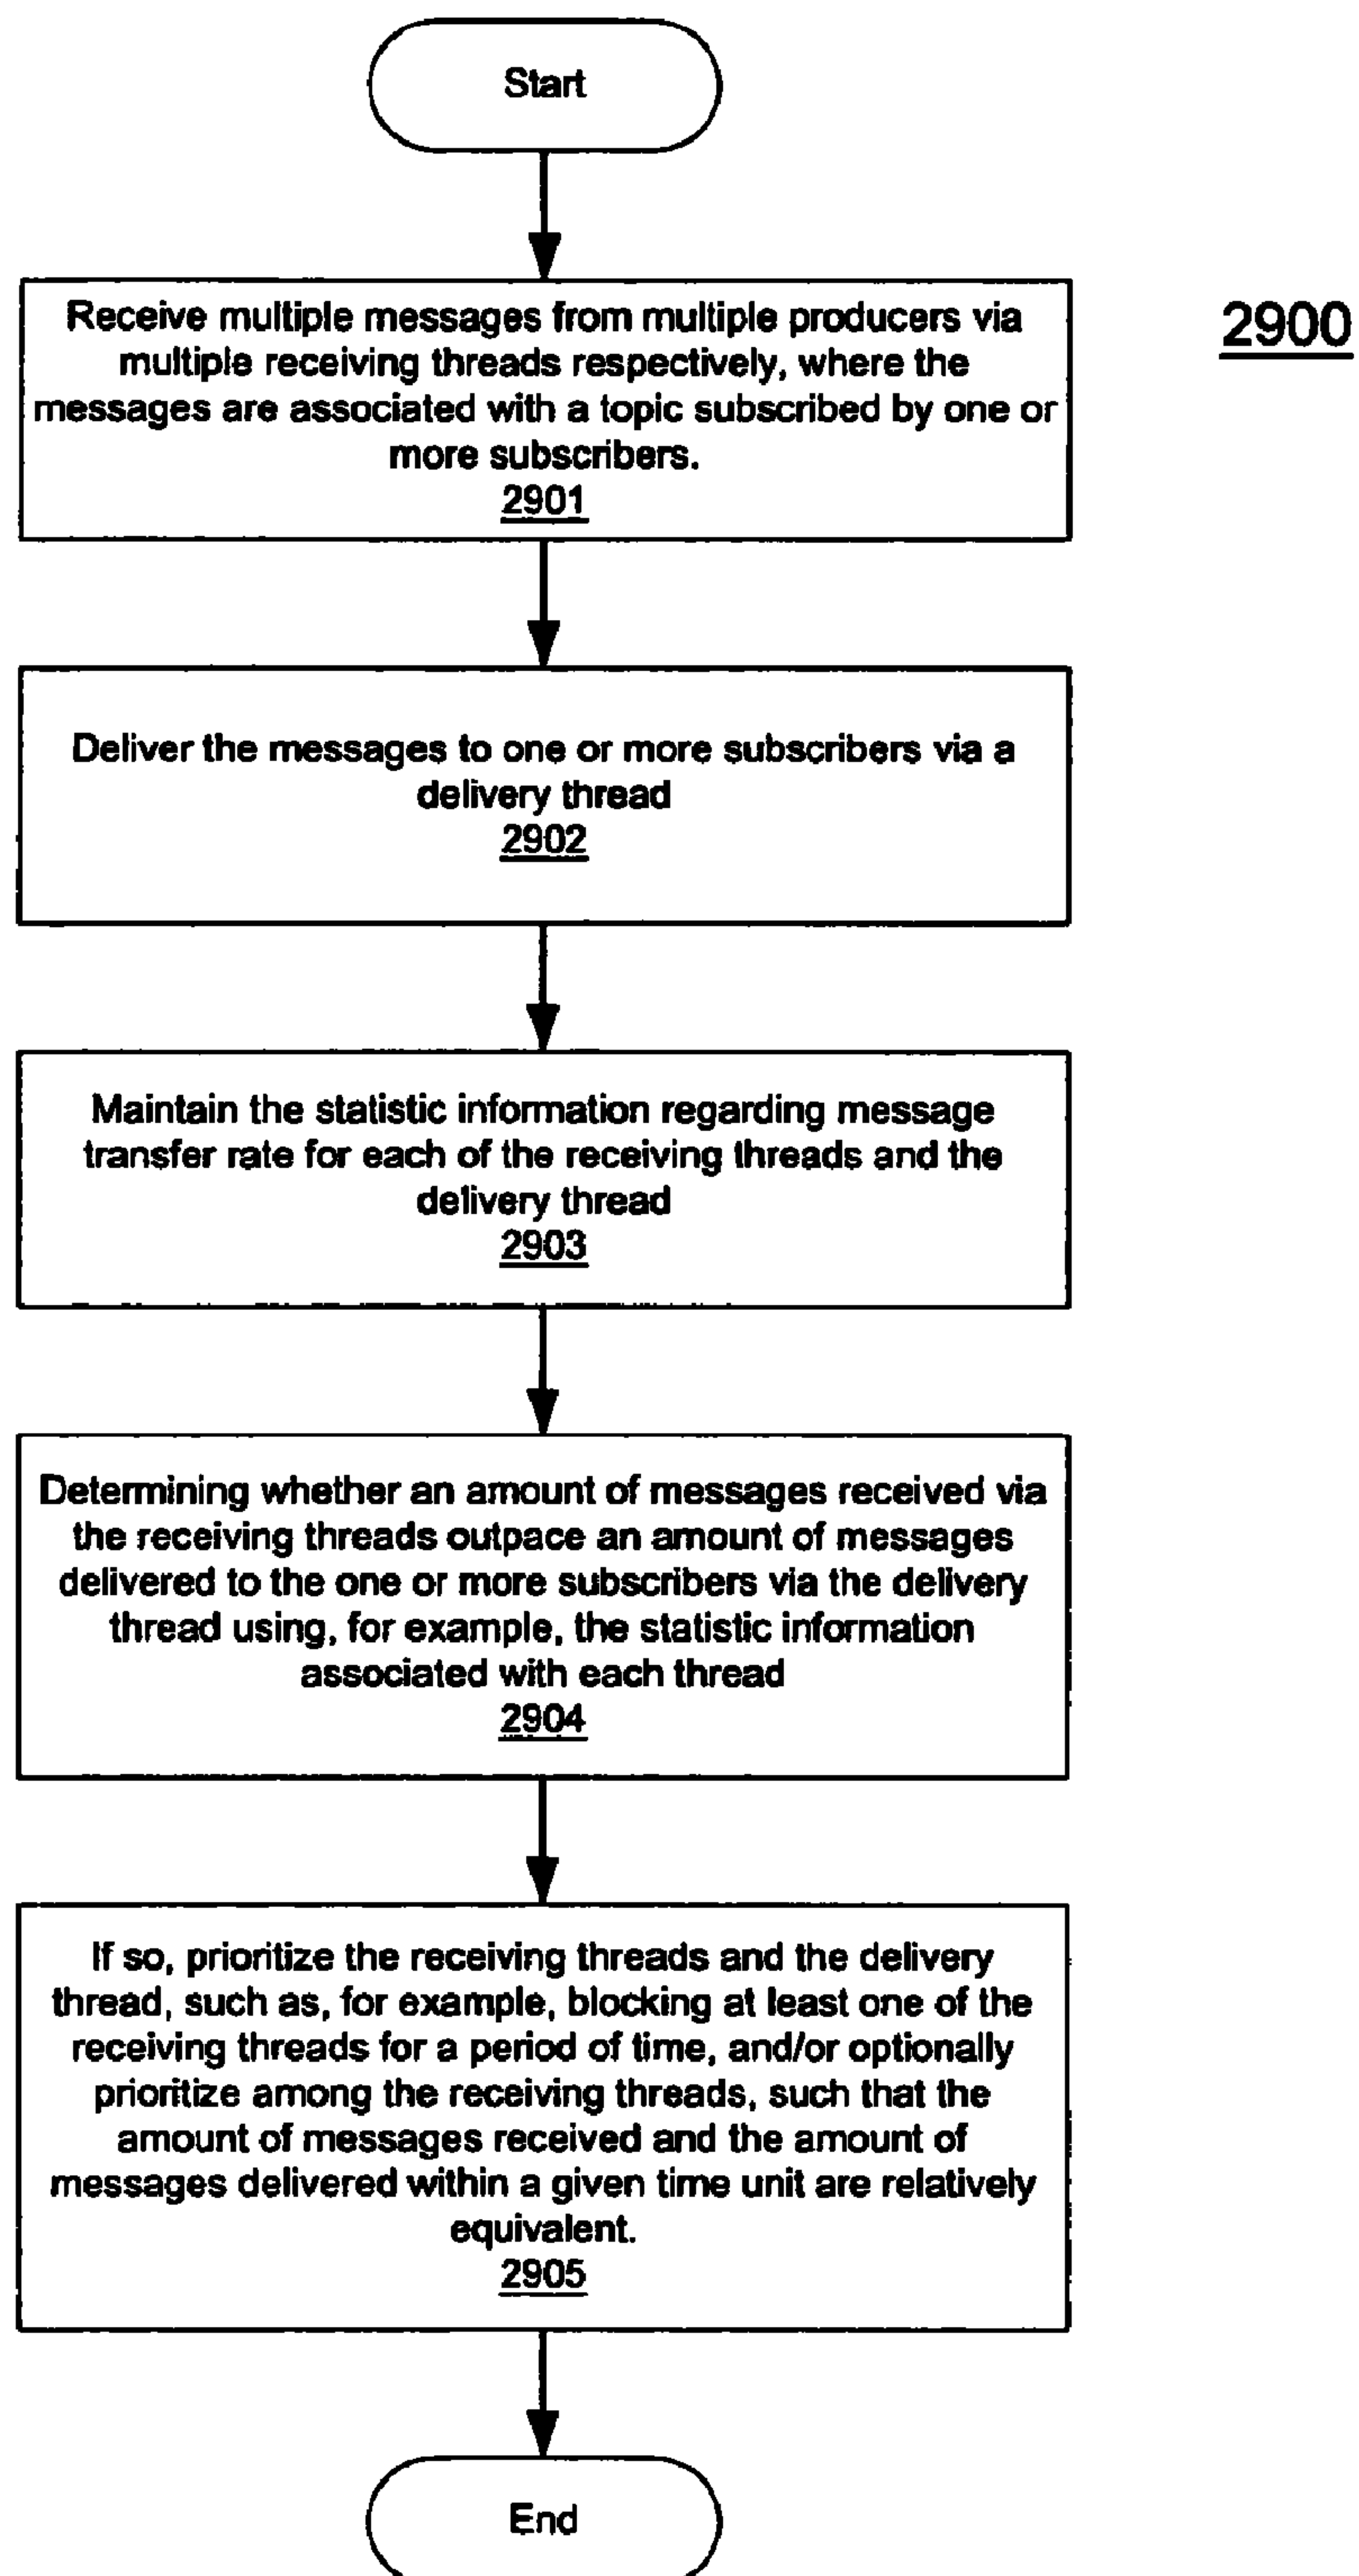 Start
Receive multiple messages from multiple producers via
multiple receiving threads respectively, where the
messages are associated with a topic subscribed by one or
more subscribers.
2901
2900
Deliver the messages to one or more subscribers via a
delivery thread
2902
Maintain the statistic information regarding message
transfer rate for each of the receiving threads and the
delivery thread
2903
Determining whether an amount of messages received via
the receiving threads outpace an amount of messages
delivered to the one or more subscribers via the delivery
thread using, for example, the statistic information
associated with each thread
2904
If so, prioritize the receiving threads and the delivery
thread, such as, for example, blocking at least one of the
receiving threads for a period of time, and/or optionally
prioritize among the receiving threads, such that the
amount of messages received and the amount of
messages delivered within a given time unit are relatively
equivalent.
2905
End